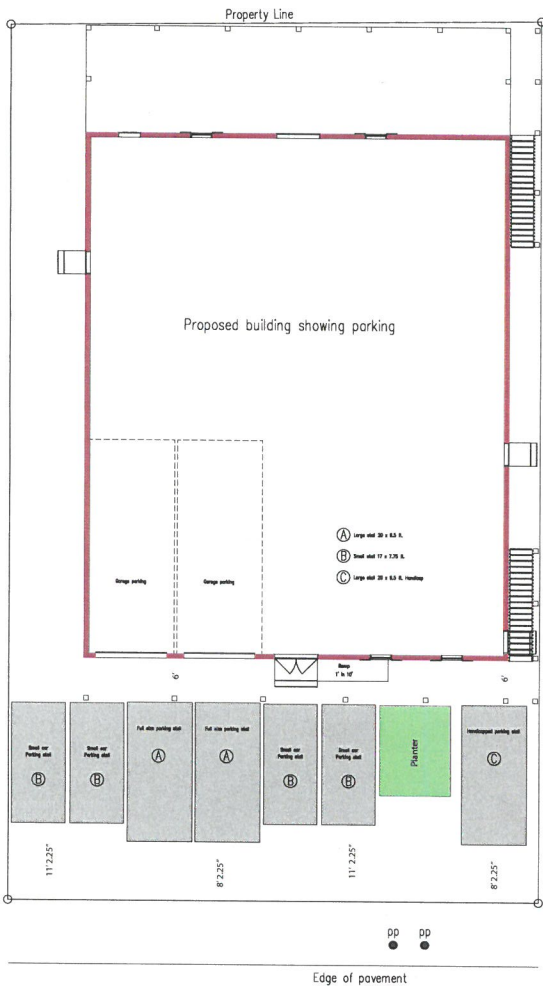 Property Line
Proposed building showing parking
Ⓐ Large stall 20 x 8.5 ft.
Ⓑ Small stall 17 x 7.75 ft.
Ⓒ Large stall 20 x 9.5 ft. Handicap
Garage parking
Garage parking
Ramp
1' in 10'
6'
6'
Small car
Parking stall
Ⓑ
Small car
Parking stall
Ⓑ
Full size parking stall
Ⓐ
Full size parking stall
Ⓐ
Small car
Parking stall
Ⓑ
Small car
Parking stall
Ⓑ
Planter
Handicapped parking stall
Ⓒ
11' 2.25"
8' 2.25"
11' 2.25"
8' 2.25"
pp
pp
Edge of pavement